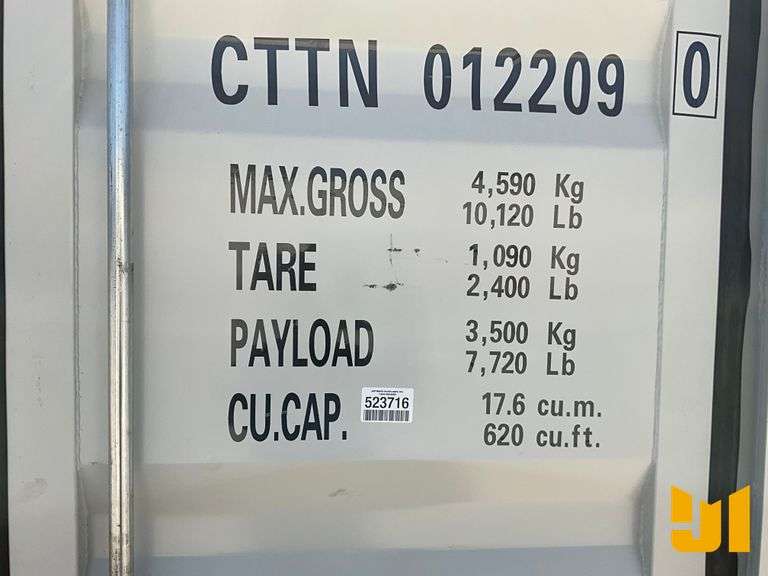 CTTN 012209 0
MAX.GROSS 4,590 Kg
10,120 Lb
TARE 1,090 Kg
2,400 Lb
PAYLOAD 3,500 Kg
7,720 Lb
523716
CU.CAP. 17.6 cu.m.
620 cu.ft.